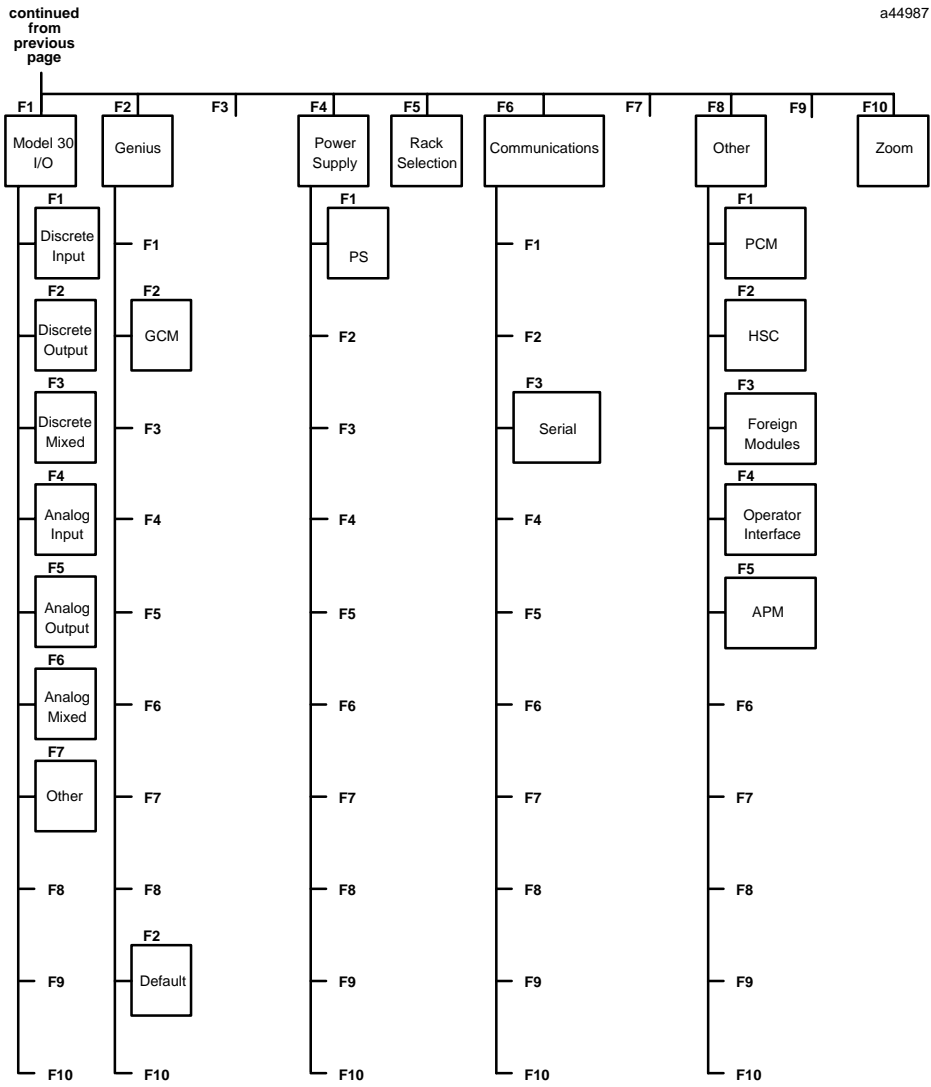 continued
from
previous
page
a44987
F1 F2 F3 F4 F5 F6 F7 F8 F9 F10
Model 30
I/O
Genius
Power
Supply
Rack
Selection
Communications
Other
Zoom
F1
Discrete
Input
F2
Discrete
Output
F3
Discrete
Mixed
F4
Analog
Input
F5
Analog
Output
F6
Analog
Mixed
F7
Other
F8
F9
F10
F1
F2
GCM
F3
F4
F5
F6
F7
F8
F2
Default
F10
F1
PS
F2
F3
F4
F5
F6
F7
F8
F9
F10
F1
F2
F3
Serial
F4
F5
F6
F7
F8
F9
F10
F1
PCM
F2
HSC
F3
Foreign
Modules
F4
Operator
Interface
F5
APM
F6
F7
F8
F9
F10